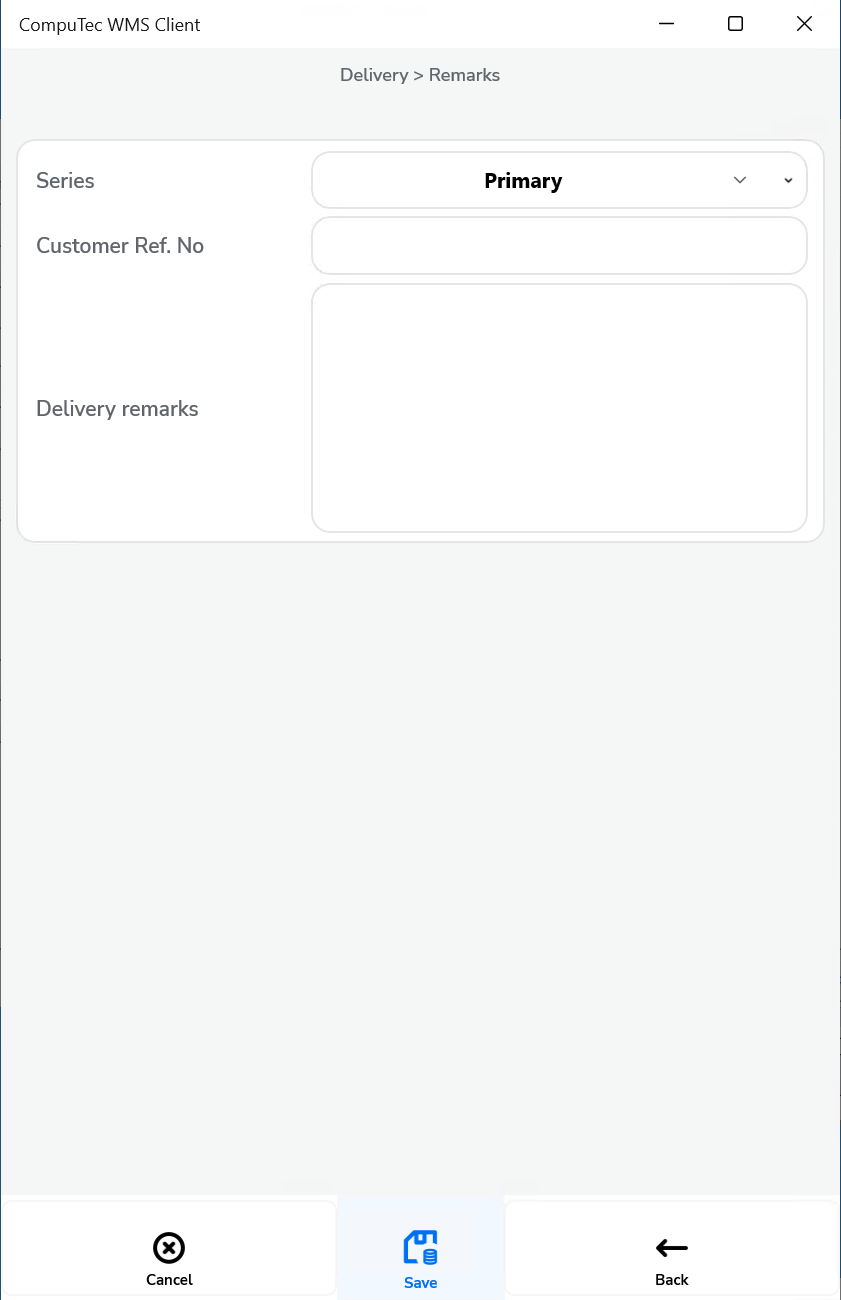 CompuTec WMS Client
Delivery > Remarks
Series
Primary
Customer Ref. No
Delivery remarks
Cancel
Save
Back